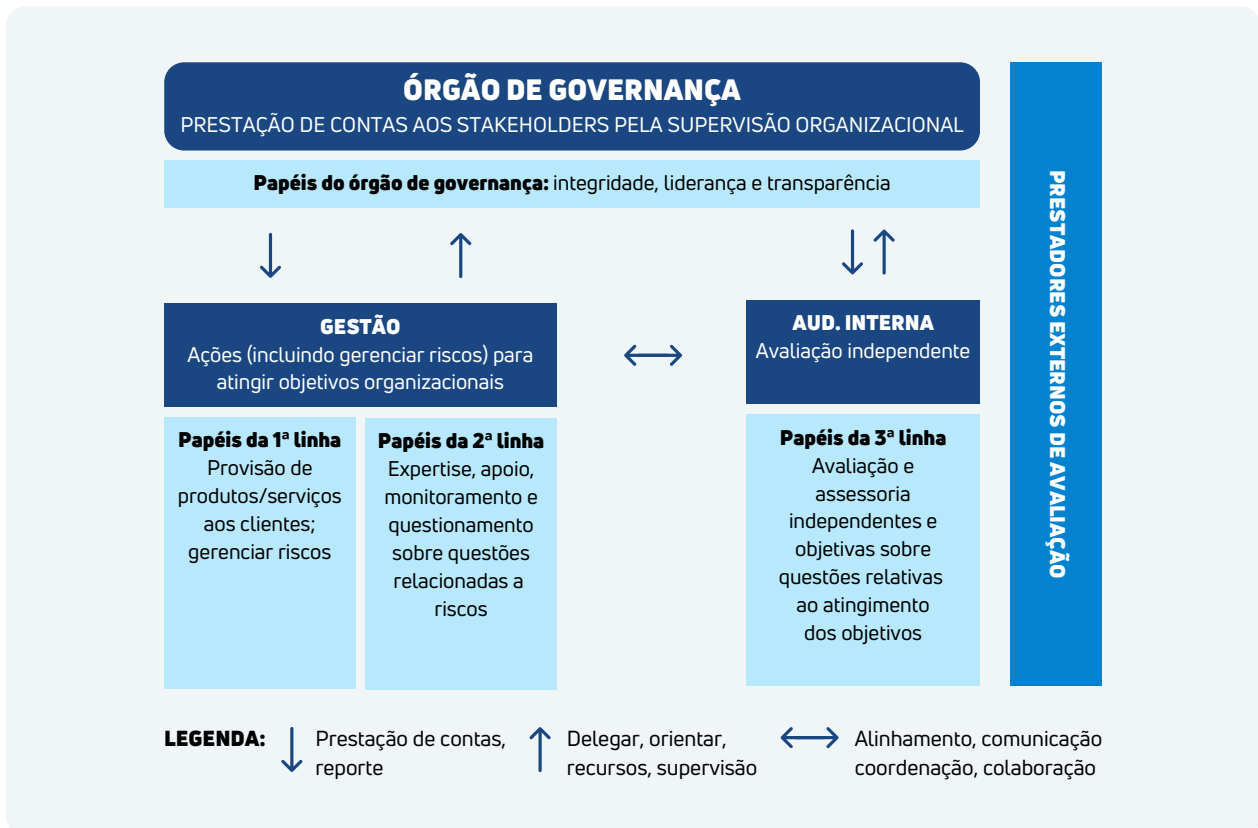 ÓRGÃO DE GOVERNANÇA
PRESTAÇÃO DE CONTAS AOS STAKEHOLDERS PELA SUPERVISÃO ORGANIZACIONAL
Papéis do órgão de governança: integridade, liderança e transparência
GESTÃO
Ações (incluindo gerenciar riscos) para
atingir objetivos organizacionais
Papéis da 1ª linha
Provisão de
produtos/serviços
aos clientes;
gerenciar riscos
Papéis da 2ª linha
Expertise, apoio,
monitoramento e
questionamento
sobre questões
relacionadas a
riscos
AUD. INTERNA
Avaliação independente
Papéis da 3ª linha
Avaliação e
assessoria
independentes e
objetivas sobre
questões relativas
ao atingimento
dos objetivos
PRESTADORES EXTERNOS DE AVALIAÇÃO
LEGENDA:
Prestação de contas,
reporte
Delegar, orientar,
recursos, supervisão
Alinhamento, comunicação
coordenação, colaboração